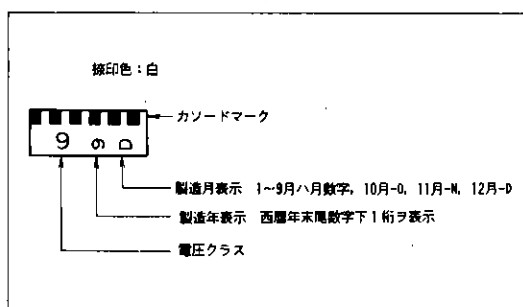 捺印色：白
カソードマーク
9 6 D
製造月表示 1~9月ハ月数字, 10月-O, 11月-N, 12月-D
製造年表示 西暦年末尾数字下1桁ヲ表示
電圧クラス